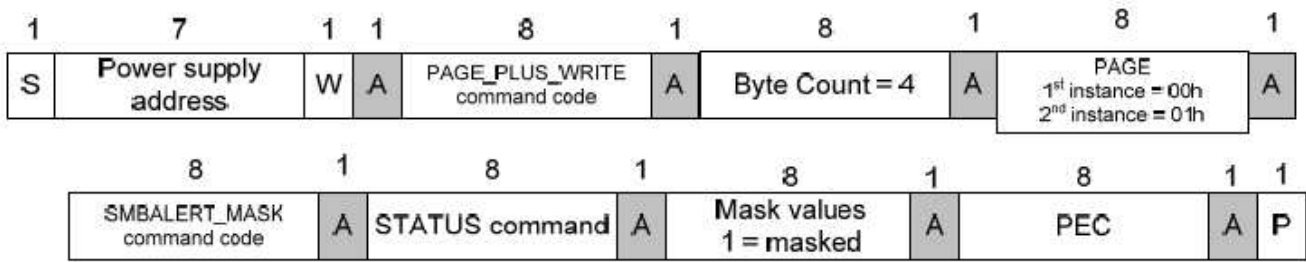 1 7 1 1 8 1 8 1 8 1
S Power supply address W A PAGE_PLUS_WRITE command code A Byte Count = 4 A PAGE 1st instance = 00h 2nd instance = 01h A
8 1 8 1 8 1 8 1 1
SMBALERT_MASK command code A STATUS command A Mask values 1 = masked A PEC A P